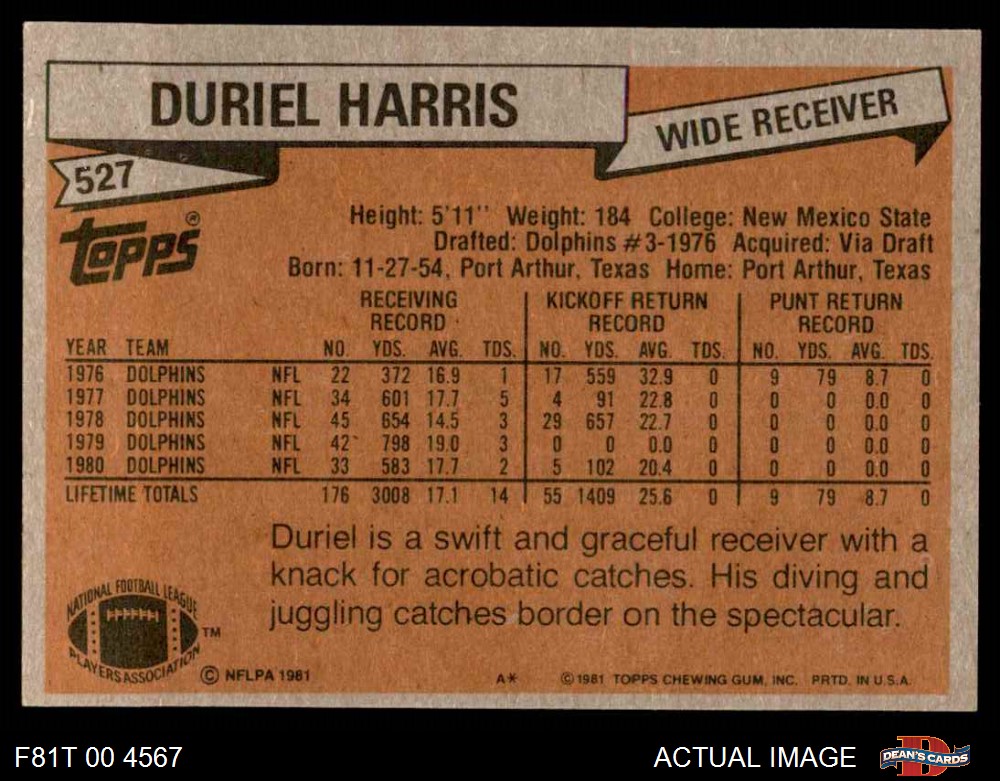 DURIEL HARRIS
WIDE RECEIVER
527
TOPPS®
Height: 5'11" Weight: 184 College: New Mexico State
Drafted: Dolphins #3-1976 Acquired: Via Draft
Born: 11-27-54, Port Arthur, Texas Home: Port Arthur, Texas
RECEIVING RECORD KICKOFF RETURN RECORD PUNT RETURN RECORD
YEAR TEAM NO. YDS. AVG. TDS. NO. YDS. AVG. TDS. NO. YDS. AVG. TDS.
1976 DOLPHINS NFL 22 372 16.9 1 17 559 32.9 0 9 79 8.7 0
1977 DOLPHINS NFL 34 601 17.7 5 4 91 22.8 0 0 0 0.0 0
1978 DOLPHINS NFL 45 654 14.5 3 29 657 22.7 0 0 0 0.0 0
1979 DOLPHINS NFL 42 798 19.0 3 0 0 0.0 0 0 0 0.0 0
1980 DOLPHINS NFL 33 583 17.7 2 5 102 20.4 0 0 0 0.0 0
LIFETIME TOTALS 176 3008 17.1 14 55 1409 25.6 0 9 79 8.7 0
Duriel is a swift and graceful receiver with a
knack for acrobatic catches. His diving and
juggling catches border on the spectacular.
NATIONAL FOOTBALL LEAGUE
PLAYERS ASSOCIATION
TM
© NFLPA 1981
A*
© 1981 TOPPS CHEWING GUM, INC. PRTD. IN U.S.A.
F81T 00 4567
ACTUAL IMAGE
DEAN'S CARDS